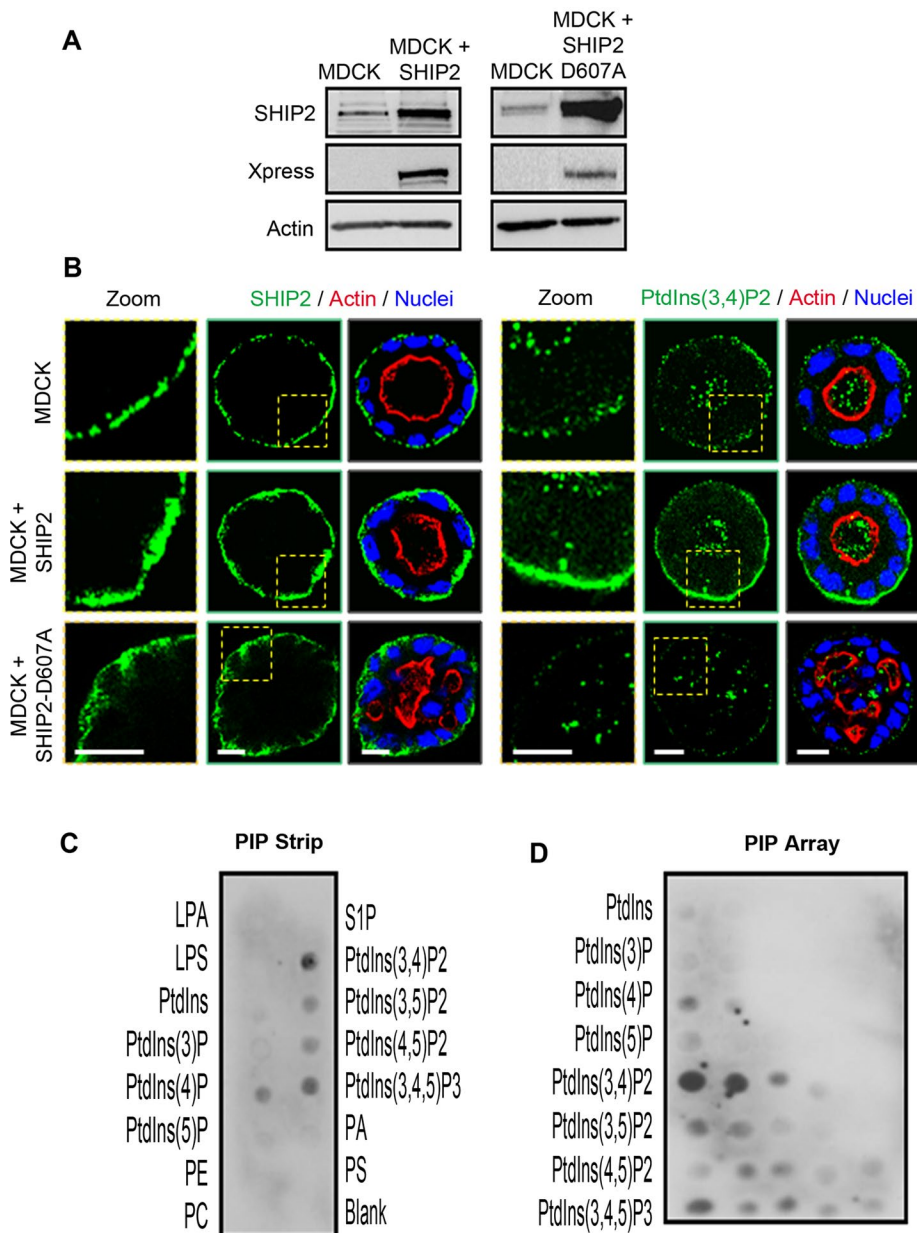 A
MDCK
MDCK +
SHIP2
MDCK
MDCK +
SHIP2
D607A
SHIP2
Xpress
Actin
B
Zoom
SHIP2 / Actin / Nuclei
Zoom
PtdIns(3,4)P2 / Actin / Nuclei
MDCK
MDCK +
SHIP2
MDCK +
SHIP2-D607A
C
PIP Strip
LPA
LPS
PtdIns
PtdIns(3)P
PtdIns(4)P
PtdIns(5)P
PE
PC
S1P
PtdIns(3,4)P2
PtdIns(3,5)P2
PtdIns(4,5)P2
PtdIns(3,4,5)P3
PA
PS
Blank
D
PIP Array
PtdIns
PtdIns(3)P
PtdIns(4)P
PtdIns(5)P
PtdIns(3,4)P2
PtdIns(3,5)P2
PtdIns(4,5)P2
PtdIns(3,4,5)P3